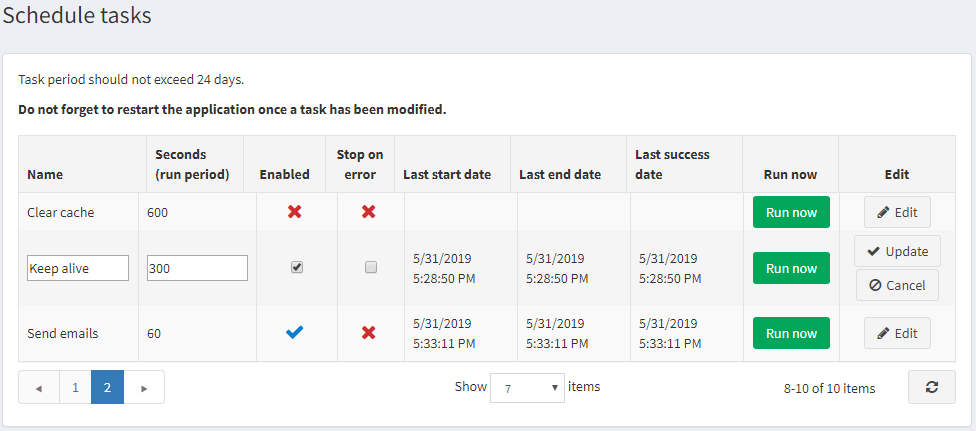 Schedule tasks
Task period should not exceed 24 days.
Do not forget to restart the application once a task has been modified.
Name Seconds (run period) Enabled Stop on error Last start date Last end date Last success date Run now Edit
Clear cache 600 Run now Edit
Keep alive 300 5/31/2019 5:28:50 PM 5/31/2019 5:28:50 PM 5/31/2019 5:28:50 PM Run now Update Cancel
Send emails 60 5/31/2019 5:33:11 PM 5/31/2019 5:33:11 PM 5/31/2019 5:33:11 PM Run now Edit
1 2 Show 7 items 8-10 of 10 items